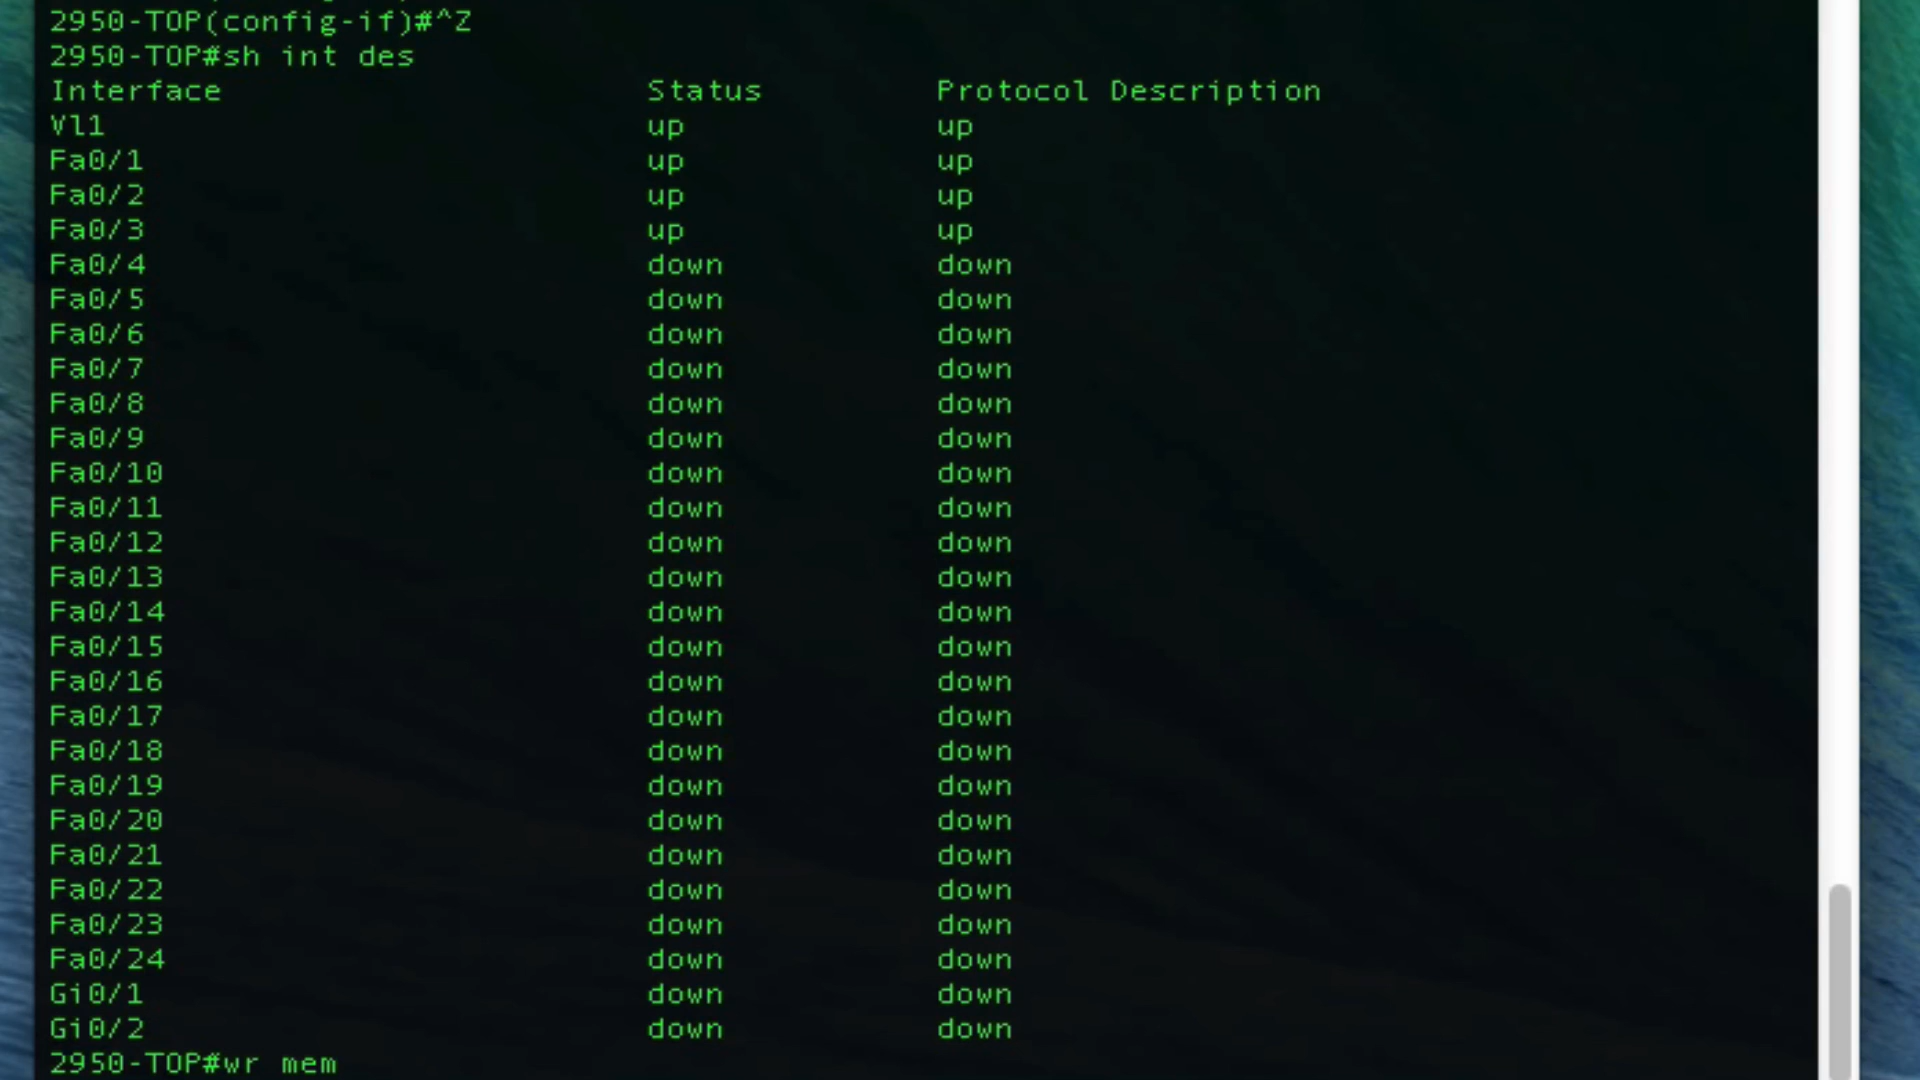 2950-TOP(config-if)#^Z
2950-TOP#sh int des
Interface Status Protocol Description
Vl1 up up
Fa0/1 up up
Fa0/2 up up
Fa0/3 up up
Fa0/4 down down
Fa0/5 down down
Fa0/6 down down
Fa0/7 down down
Fa0/8 down down
Fa0/9 down down
Fa0/10 down down
Fa0/11 down down
Fa0/12 down down
Fa0/13 down down
Fa0/14 down down
Fa0/15 down down
Fa0/16 down down
Fa0/17 down down
Fa0/18 down down
Fa0/19 down down
Fa0/20 down down
Fa0/21 down down
Fa0/22 down down
Fa0/23 down down
Fa0/24 down down
Gi0/1 down down
Gi0/2 down down
2950-TOP#wr mem